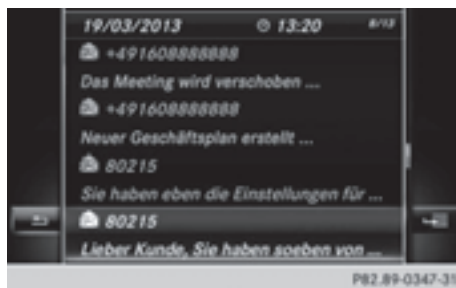 19/03/2013 13:20 8/13
+491608888888
Das Meeting wird verschoben ...
+491608888888
Neuer Geschäftsplan erstellt ...
80215
Sie haben eben die Einstellungen für ...
80215
Lieber Kunde, Sie haben soeben von ...
P82.89-0347-31